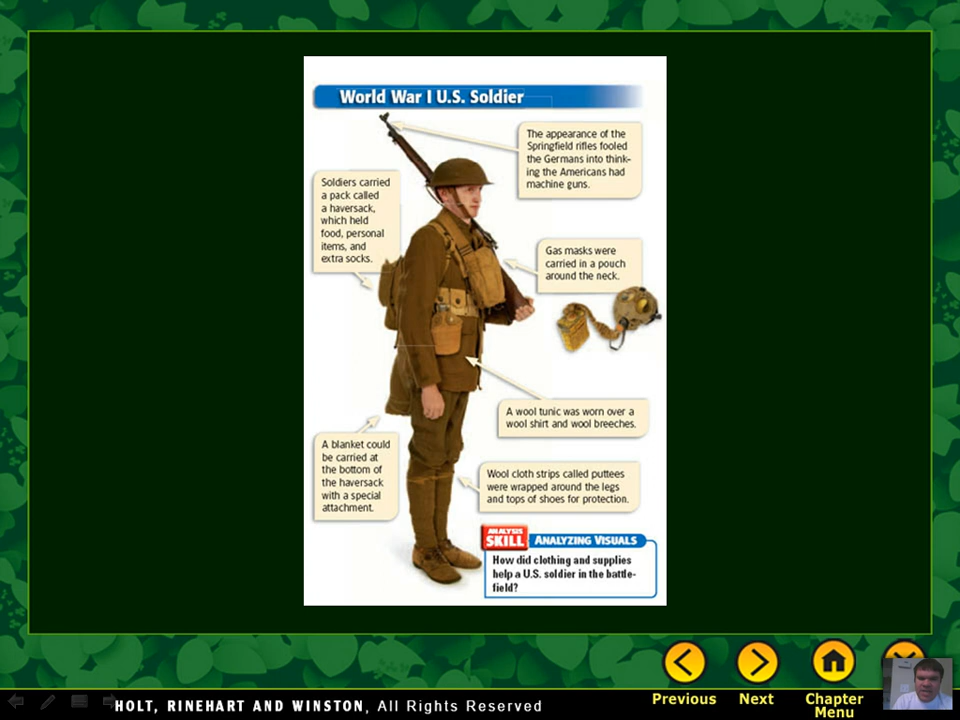 World War I U.S. Soldier
The appearance of the
Springfield rifles fooled
the Germans into think-
ing the Americans had
machine guns.
Soldiers carried
a pack called
a haversack,
which held
food, personal
items, and
extra socks.
Gas masks were
carried in a pouch
around the neck.
A wool tunic was worn over a
wool shirt and wool breeches.
A blanket could
be carried at
the bottom of
the haversack
with a special
attachment.
Wool cloth strips called puttees
were wrapped around the legs
and tops of shoes for protection.
ANALYSIS
SKILL ANALYZING VISUALS
How did clothing and supplies
help a U.S. soldier in the battle-
field?
Previous Next Chapter
Menu
HOLT, RINEHART AND WINSTON, All Rights Reserved